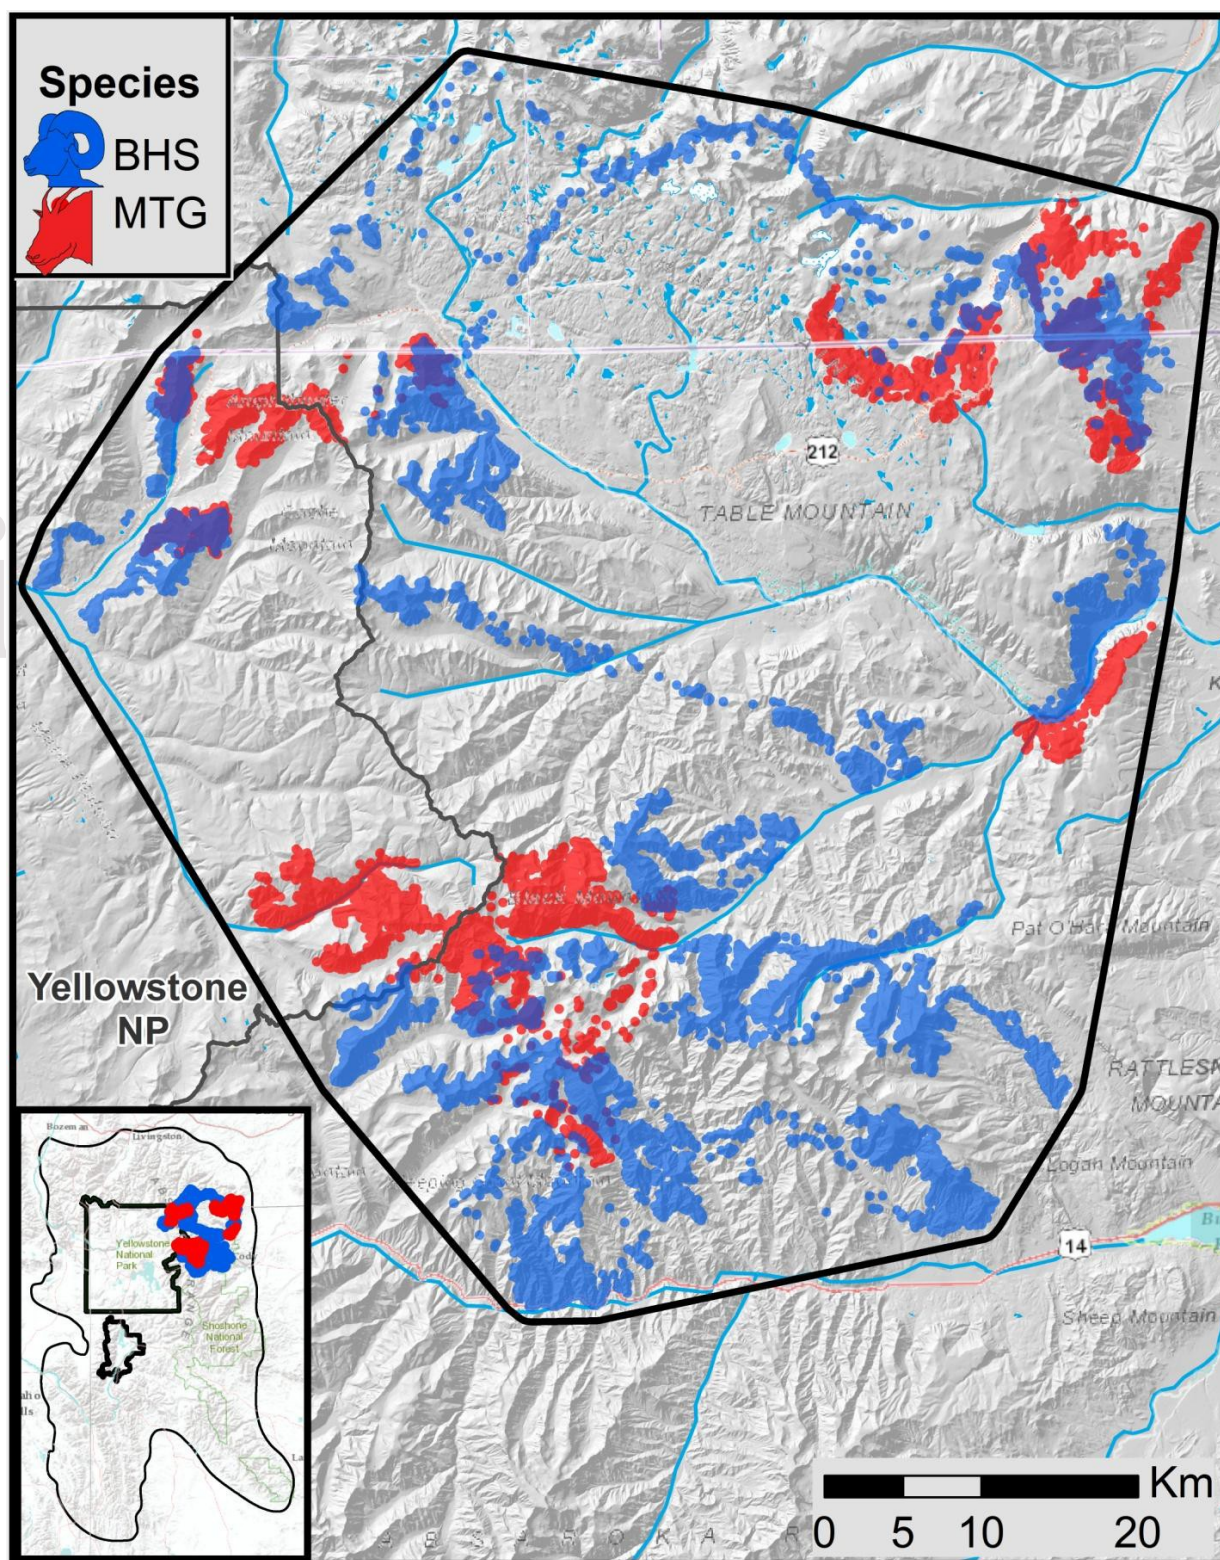 Species
BHS
MTG
212
TABLE MOUNTAIN
Pat O'Hara Mountain
Yellowstone
NP
RATTLESN
MOUNTA
Logan Mountain
14
Sheep Mountain
Bozeman
Livingston
Yellowstone
National
Park
RANGE
Shoshone
National
Forest
Km
0 5 10 20